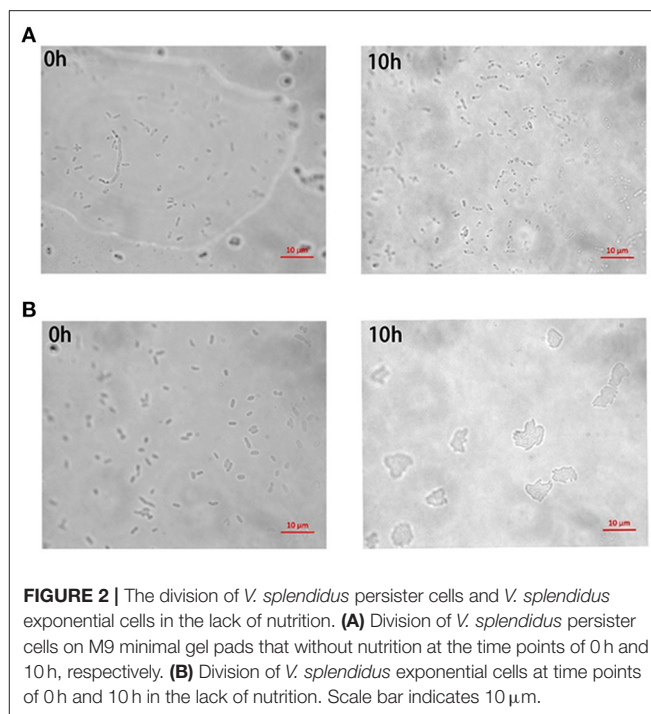 A
0h
10h
10 μm
10 μm
B
0h
10h
10 μm
10 μm
FIGURE 2 | The division of V. splendidus persister cells and V. splendidus
exponential cells in the lack of nutrition. (A) Division of V. splendidus persister
cells on M9 minimal gel pads that without nutrition at the time points of 0 h and
10 h, respectively. (B) Division of V. splendidus exponential cells at time points
of 0 h and 10 h in the lack of nutrition. Scale bar indicates 10 μm.